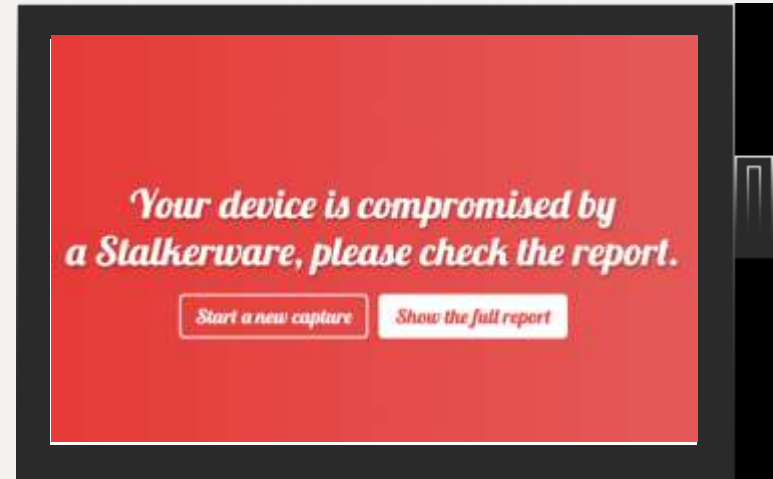 Your device is compromised by
a Stalkerware, please check the report.
Start a new capture
Show the full report